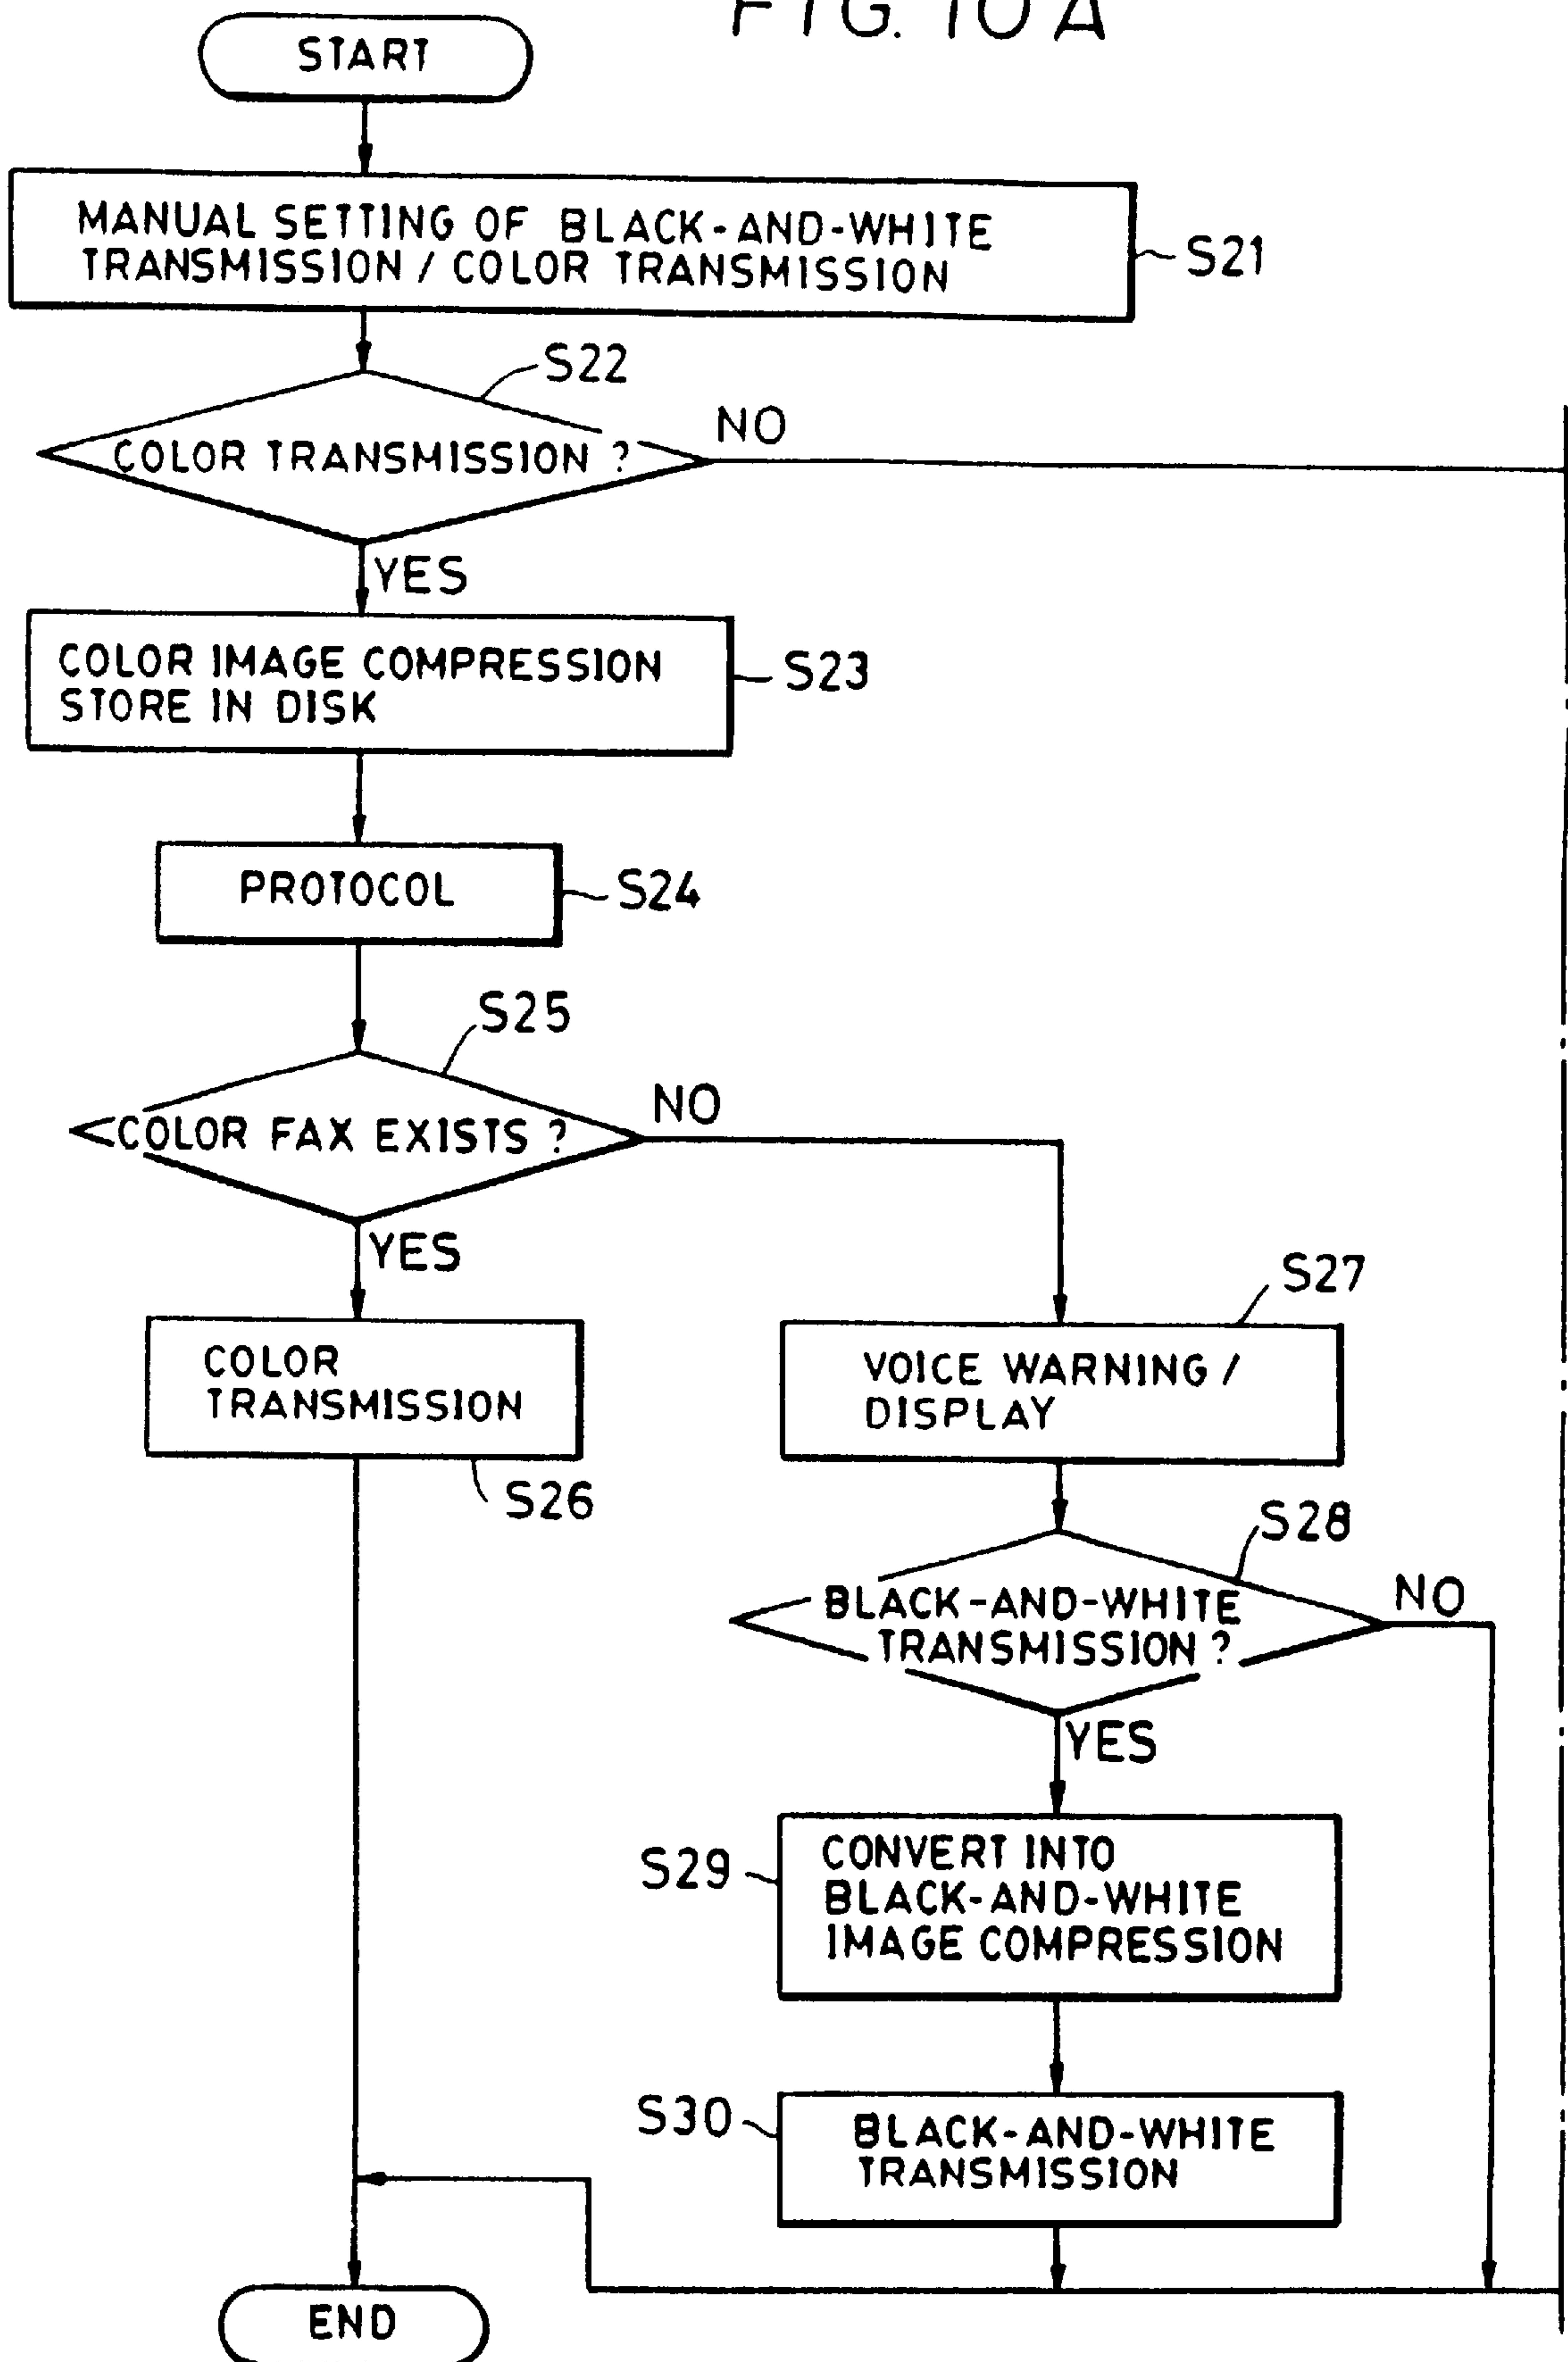 FIG. 10A
START
MANUAL SETTING OF BLACK-AND-WHITE
TRANSMISSION / COLOR TRANSMISSION
S21
S22
COLOR TRANSMISSION ?
NO
YES
COLOR IMAGE COMPRESSION
STORE IN DISK
S23
PROTOCOL
S24
S25
COLOR FAX EXISTS ?
NO
YES
COLOR
TRANSMISSION
S26
S27
VOICE WARNING /
DISPLAY
S28
BLACK-AND-WHITE
TRANSMISSION ?
NO
YES
S29
CONVERT INTO
BLACK-AND-WHITE
IMAGE COMPRESSION
S30
BLACK-AND-WHITE
TRANSMISSION
END